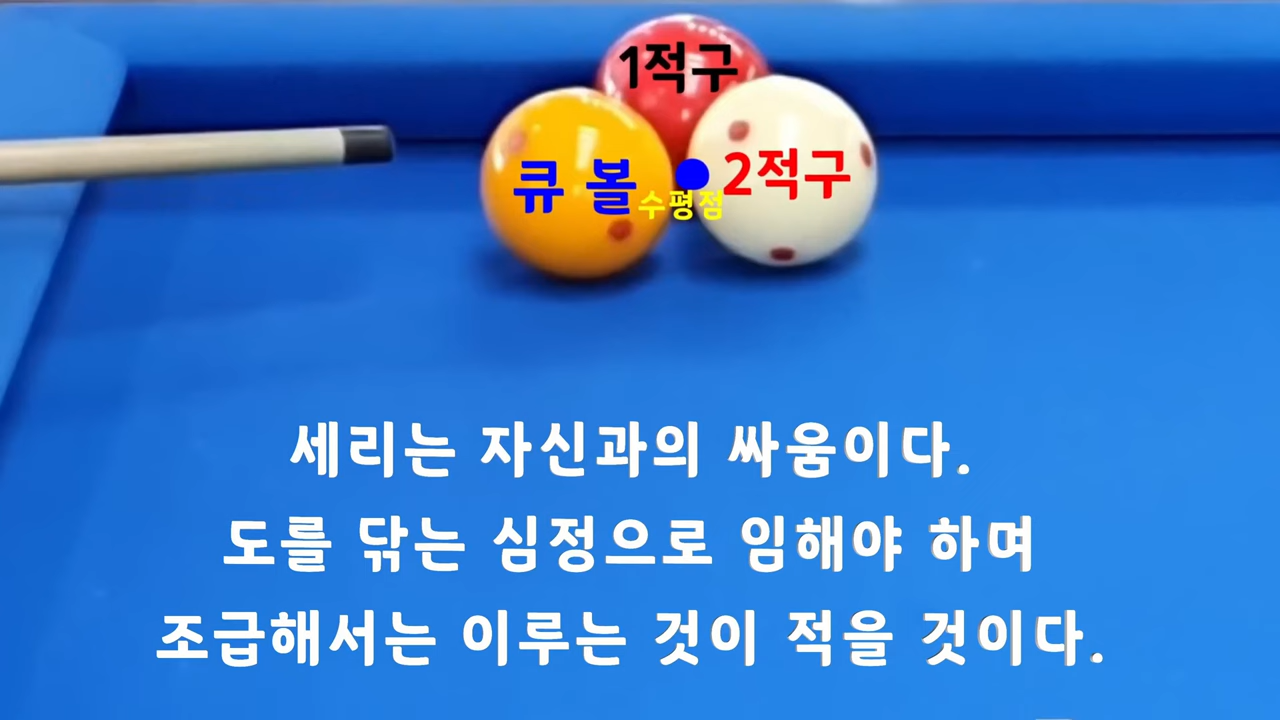 1적구
큐 볼
2적구
수평점
세리는 자신과의 싸움이다.
도를 닦는 심정으로 임해야 하며
조급해서는 이루는 것이 적을 것이다.